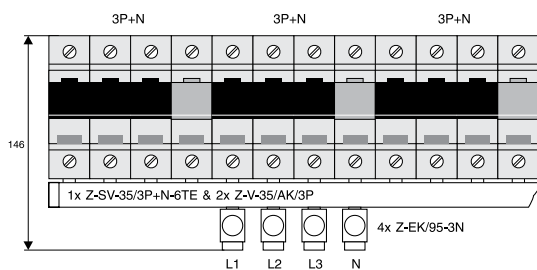 3P+N 3P+N 3P+N
146
1x Z-SV-35/3P+N-6TE & 2x Z-V-35/AK/3P
4x Z-EK/95-3N
L1 L2 L3 N